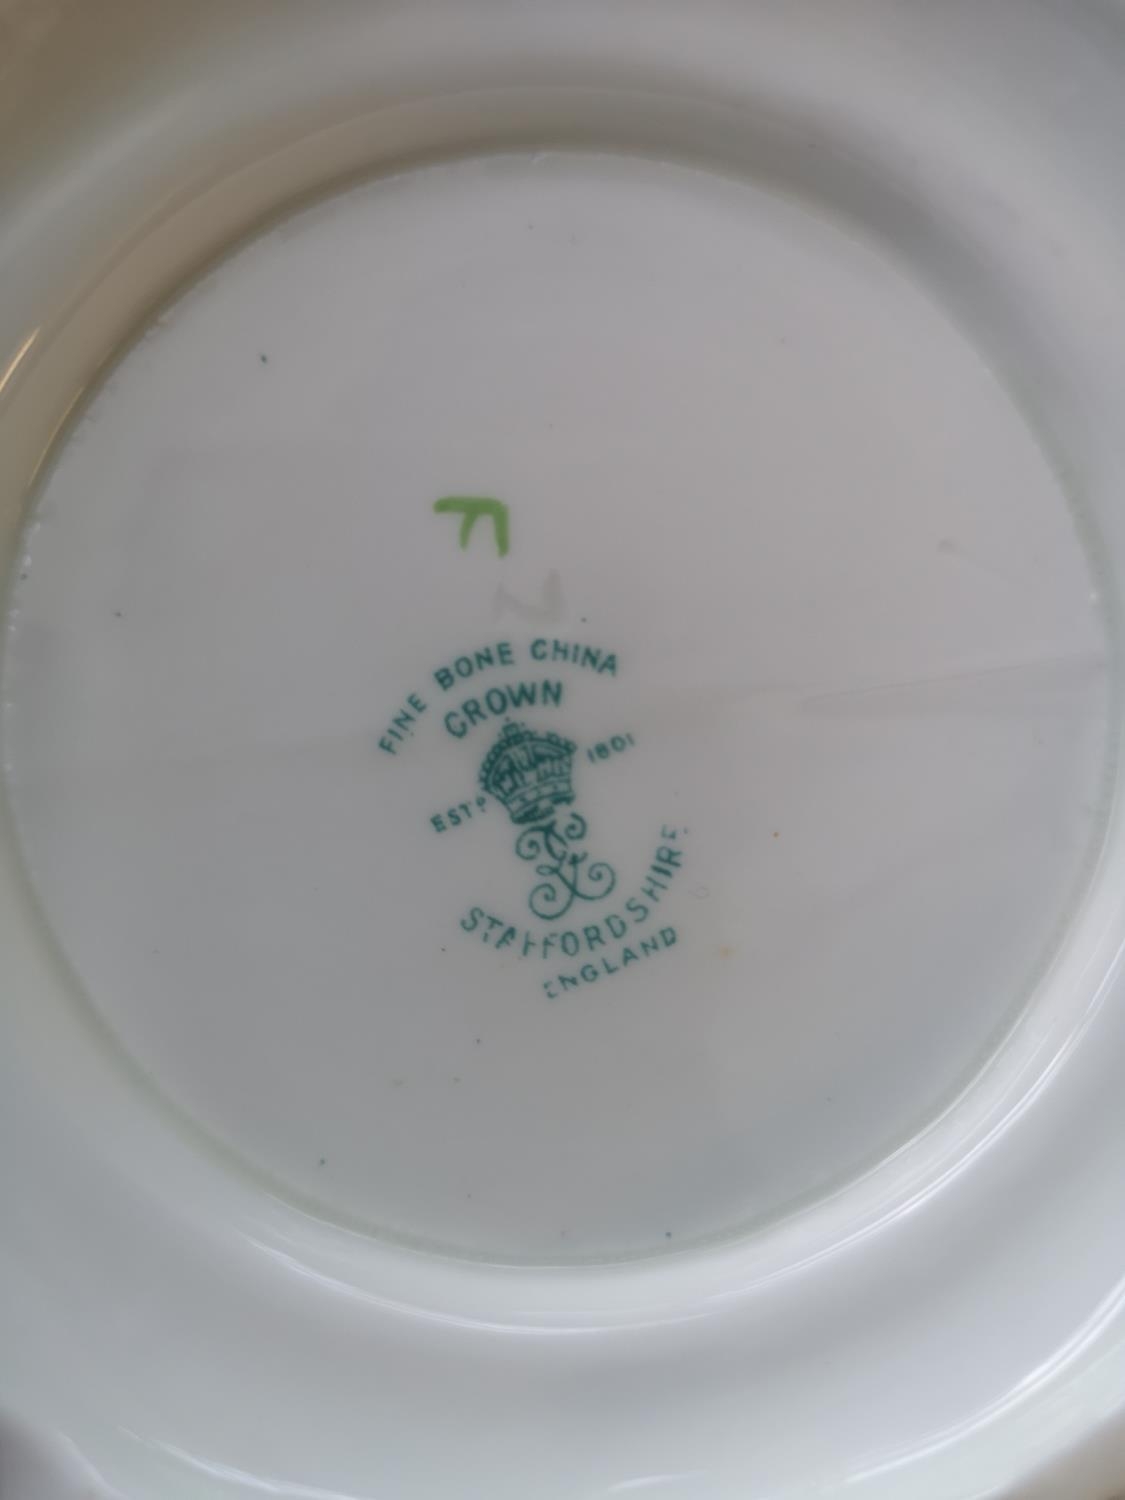 F
FINE BONE CHINA
CROWN
ESTD 1801
STAFFORDSHIRE
ENGLAND